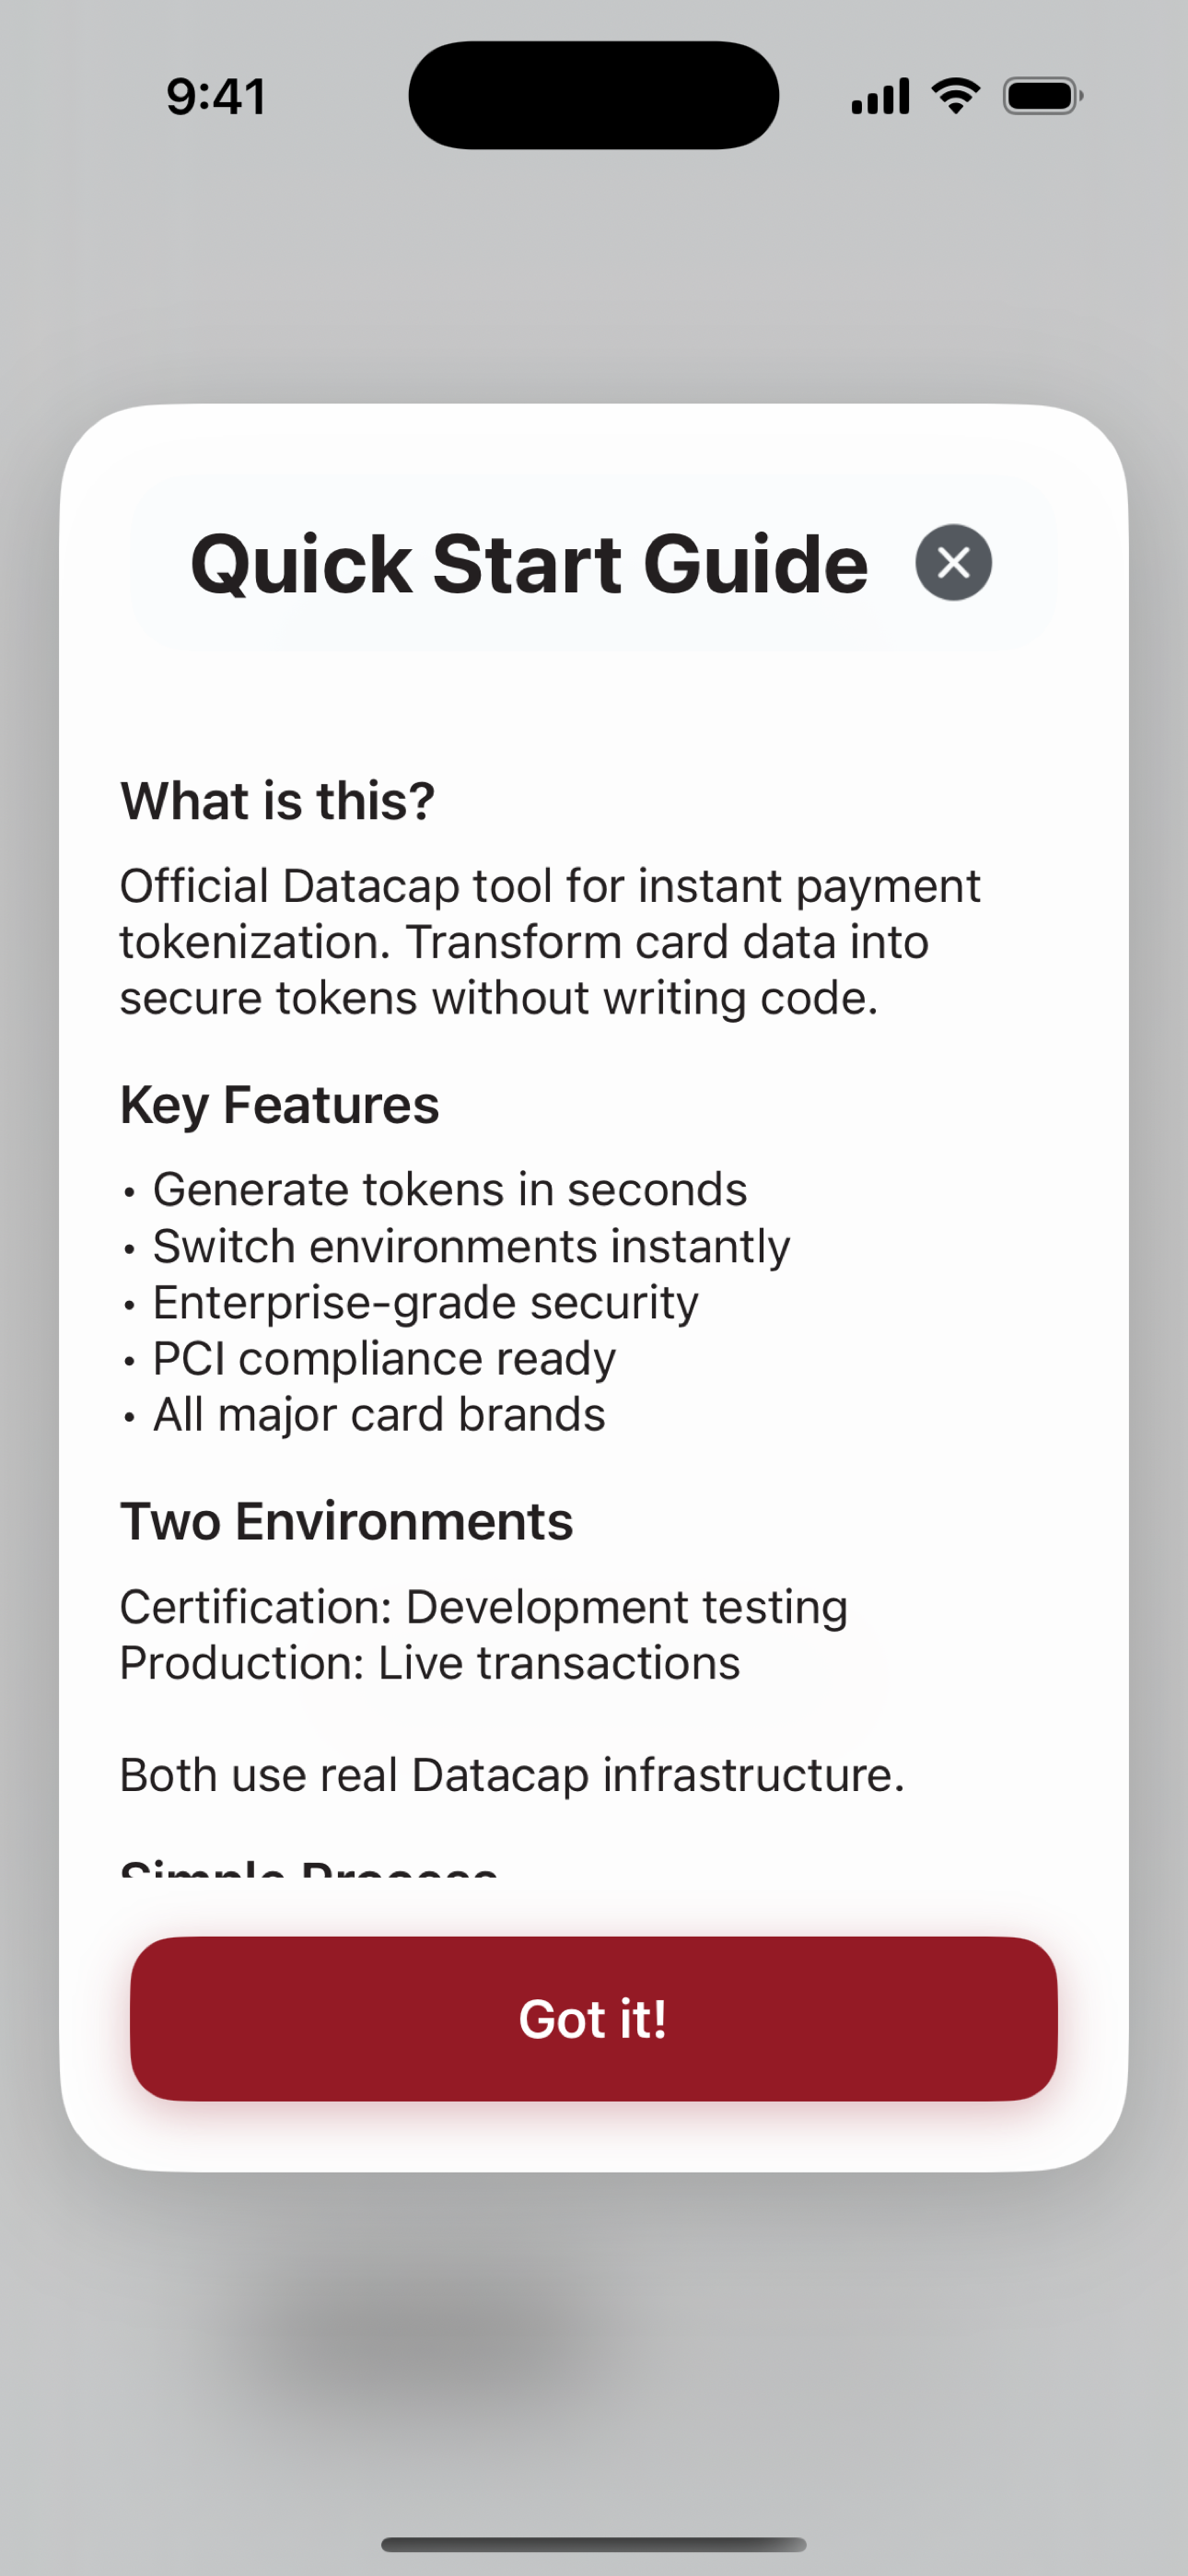 9:41
Quick Start Guide
What is this?
Official Datacap tool for instant payment
tokenization. Transform card data into
secure tokens without writing code.
Key Features
• Generate tokens in seconds
• Switch environments instantly
• Enterprise-grade security
• PCI compliance ready
• All major card brands
Two Environments
Certification: Development testing
Production: Live transactions
Both use real Datacap infrastructure.
Simple Process
Got it!